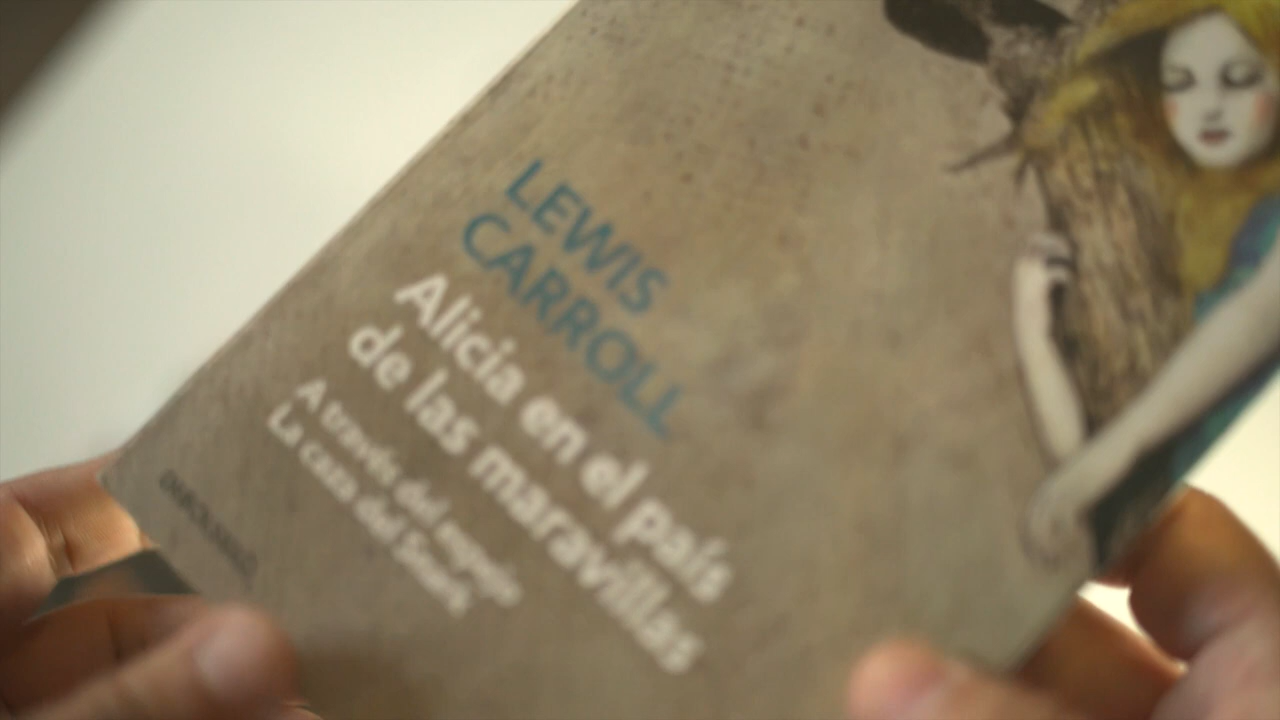 LEWIS
CARROLL
Alicia en el país
de las maravillas
A través del espejo
La caza del Snark